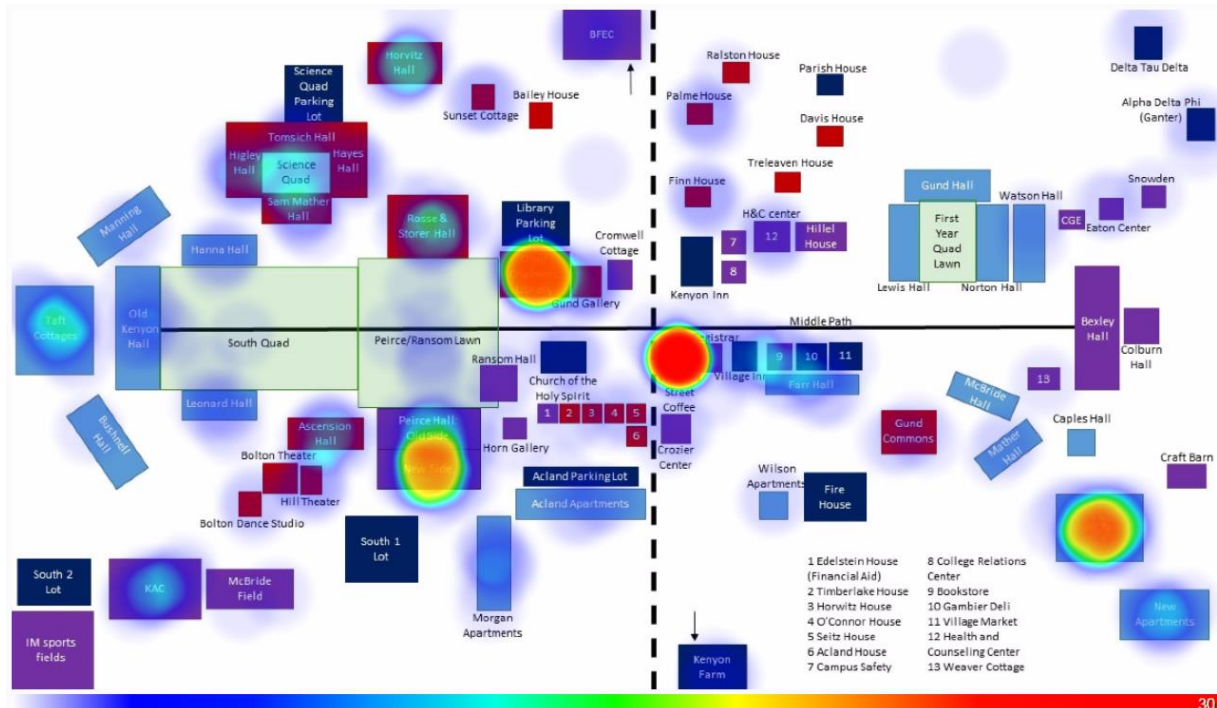 BFEC
Horvitz
Hall
Science
Quad
Parking
Lot
Sunset Cottage
Bailey House
Ralston House
Parish House
Palme House
Davis House
Delta Tau Delta
Alpha Delta Phi
(Ganter)
Tomsich Hall
Higley
Hall
Science
Quad
Hayes
Hall
Sam Mather
Hall
Treleaven House
Finn House
Gund Hall
Watson Hall
Snowden
Manning
Hall
Hanna Hall
Rosse &
Storer Hall
Library
Parking
Lot
Cromwell
Cottage
Gund Gallery
H&C center
7
12
Hillel
House
8
Kenyon Inn
First
Year
Quad
Lawn
Lewis Hall
Norton Hall
CGE
Eaton Center
Taft
Cottages
Old
Kenyon
Hall
South Quad
Peirce/Ransom Lawn
Middle Path
Bexley
Hall
Colburn
Hall
Ransom Hall
Church of the
Holy Spirit
Street
Coffee
9
10
11
Farr Hall
McBride
Hall
13
Leonard Hall
Bushnell
Hall
Ascension
Hall
Peirce Hall:
Old Side
New Side
Horn Gallery
1
2
3
4
5
6
Crozier
Center
Gund
Commons
Mather
Hall
Caples Hall
Craft Barn
Bolton Theater
Hill Theater
Bolton Dance Studio
Acland Parking Lot
Acland Apartments
Wilson
Apartments
Fire
House
South 1
Lot
Morgan
Apartments
South 2
Lot
KAC
McBride
Field
IM sports
fields
New
Apartments
Kenyon
Farm
1 Edelstein House
(Financial Aid)
2 Timberlake House
3 Horwitz House
4 O'Connor House
5 Seitz House
6 Acland House
7 Campus Safety
8 College Relations
Center
9 Bookstore
10 Gambier Deli
11 Village Market
12 Health and
Counseling Center
13 Weaver Cottage
30